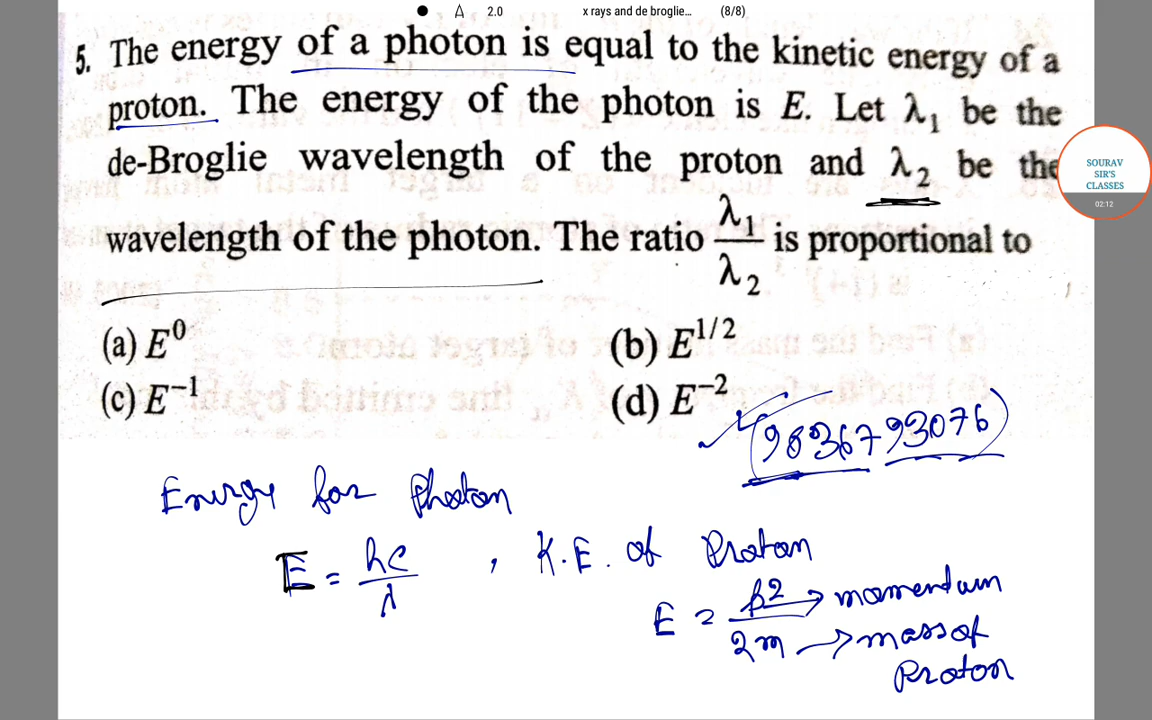 2.0 x rays and de broglie... (8/8)
5. The energy of a photon is equal to the kinetic energy of a
proton. The energy of the photon is E. Let λ₁ be the
de-Broglie wavelength of the proton and λ₂ be the
wavelength of the photon. The ratio λ₁/λ₂ is proportional to
(a) E⁰ (b) E^1/2
(c) E⁻¹ (d) E⁻²
SOURAV
SIR'S
CLASSES
02:12
9836793076
Energy for Photon
E = hc/λ , K.E. of Proton
E = p²/2m → momentum
→ mass of
Proton